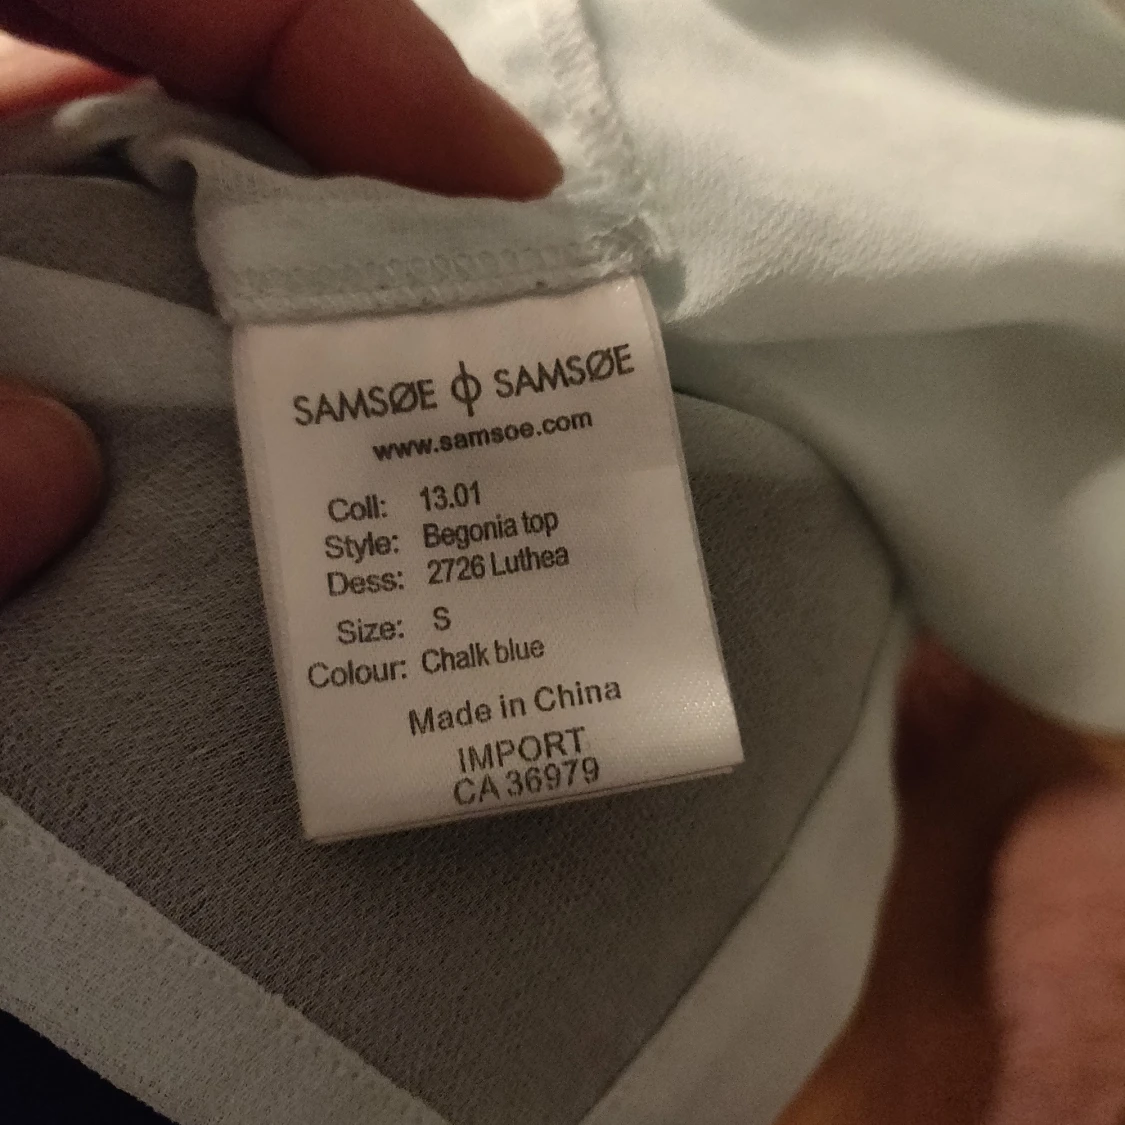 SAMSØE ϕ SAMSØE
www.samsoe.com
Coll: 13.01
Style: Begonia top
Dess: 2726 Luthea
Size: S
Colour: Chalk blue
Made in China
IMPORT
CA 36979